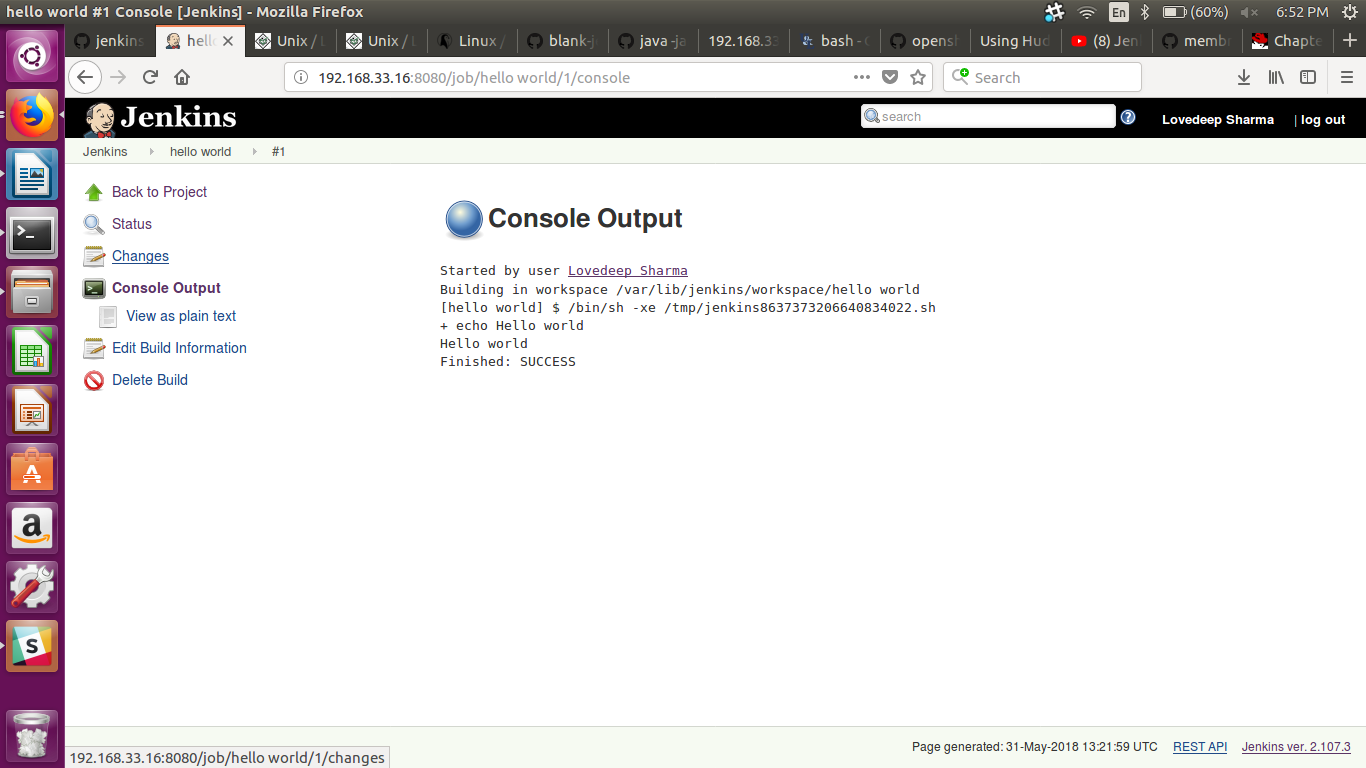 hello world #1 Console [Jenkins] - Mozilla Firefox
En
(60%)
6:52 PM
jenkins
hell
Unix / L
Unix / L
Linux /
blank-j
java -ja
192.168.33
bash - 
opensh
Using Hud
(8) Jen
memb
Chapte
192.168.33.16:8080/job/hello world/1/console
Search
Jenkins
search
Lovedeep Sharma
| log out
Jenkins
hello world
#1
Back to Project
Status
Changes
Console Output
View as plain text
Edit Build Information
Delete Build
Console Output
Started by user Lovedeep Sharma
Building in workspace /var/lib/jenkins/workspace/hello world
[hello world] $ /bin/sh -xe /tmp/jenkins8637373206640834022.sh
+ echo Hello world
Hello world
Finished: SUCCESS
Page generated: 31-May-2018 13:21:59 UTC
REST API
Jenkins ver. 2.107.3
192.168.33.16:8080/job/hello world/1/changes